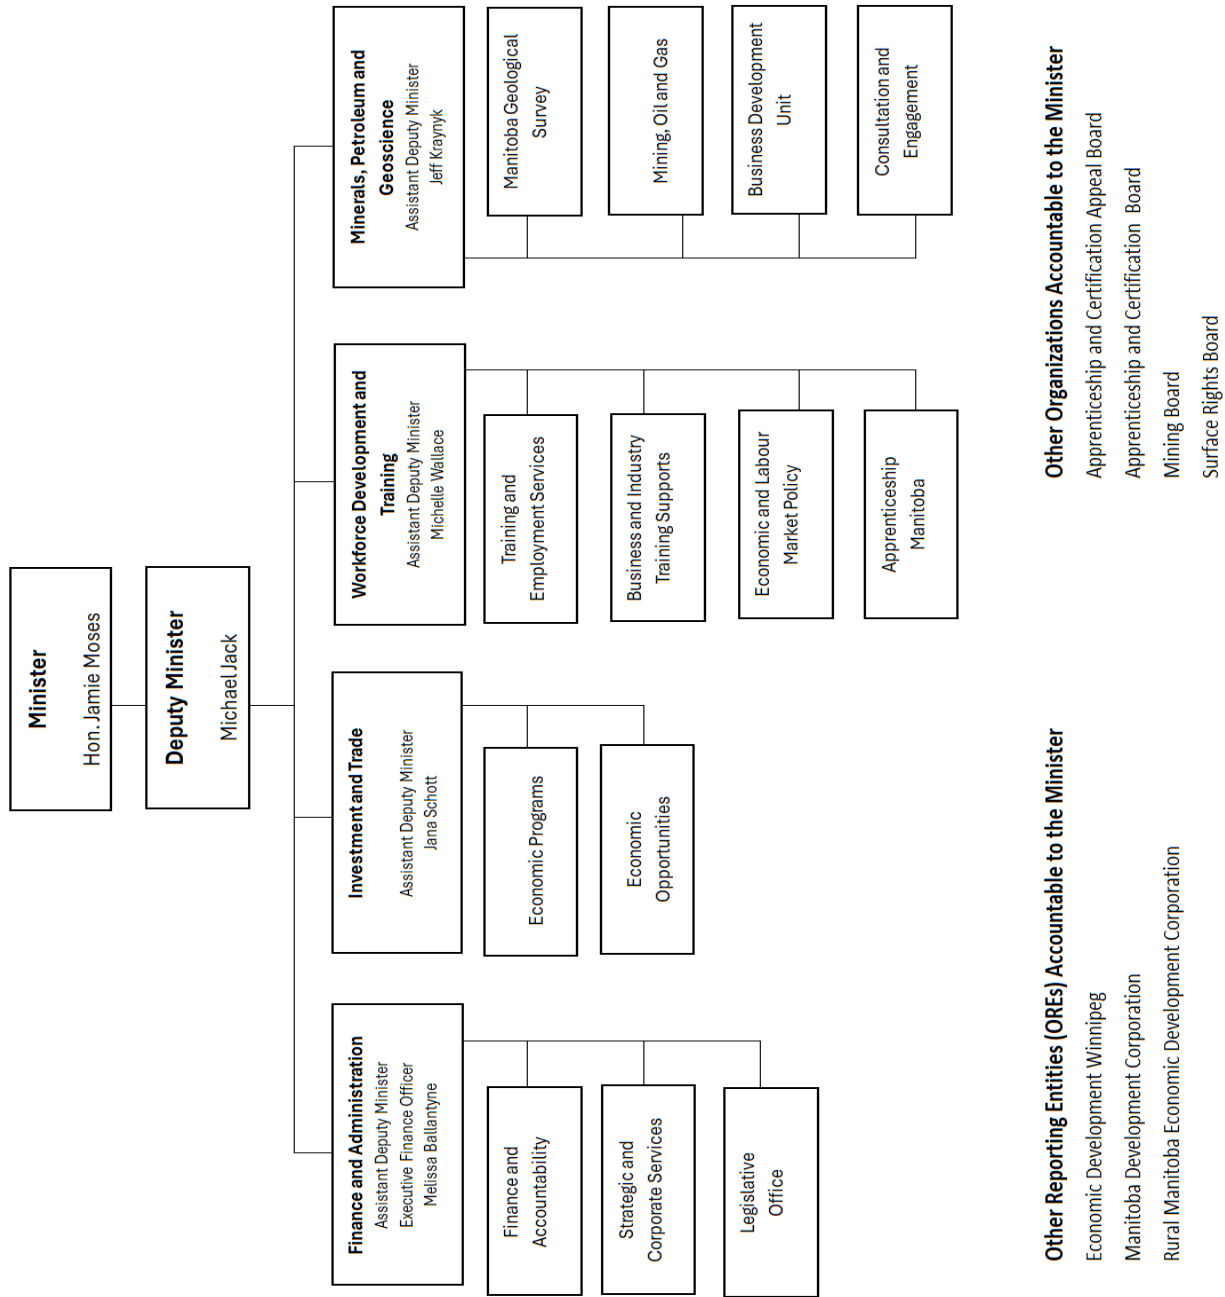 Minister
Hon. Jamie Moses
Deputy Minister
Michael Jack
Finance and Administration
Assistant Deputy Minister
Executive Finance Officer
Melissa Ballantyne
Finance and
Accountability
Strategic and
Corporate Services
Legislative
Office
Investment and Trade
Assistant Deputy Minister
Jana Schott
Economic Programs
Economic
Opportunities
Workforce Development and
Training
Assistant Deputy Minister
Michelle Wallace
Training and
Employment Services
Business and Industry
Training Supports
Economic and Labour
Market Policy
Apprenticeship
Manitoba
Minerals, Petroleum and
Geoscience
Assistant Deputy Minister
Jeff Kraynyk
Manitoba Geological
Survey
Mining, Oil and Gas
Business Development
Unit
Consultation and
Engagement
Other Reporting Entities (OREs) Accountable to the Minister
Economic Development Winnipeg
Manitoba Development Corporation
Rural Manitoba Economic Development Corporation
Other Organizations Accountable to the Minister
Apprenticeship and Certification Appeal Board
Apprenticeship and Certification Board
Mining Board
Surface Rights Board